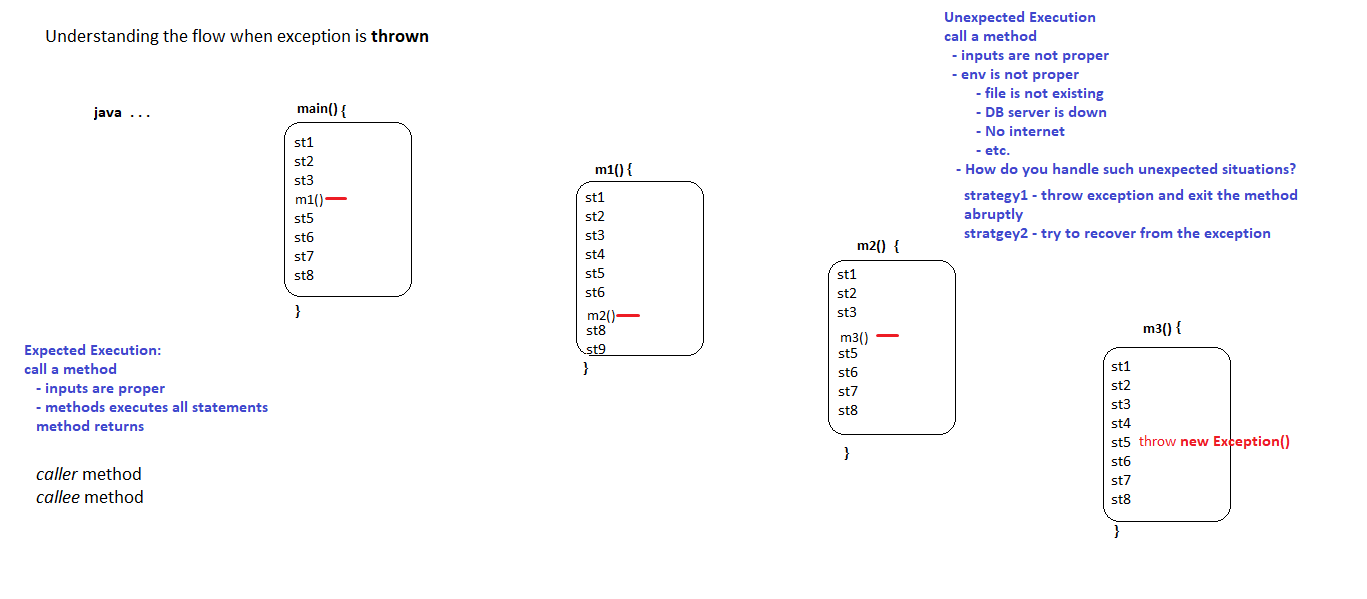 Understanding the flow when exception is thrown
java ...
main() {
st1
st2
st3
m1()
st5
st6
st7
st8
}
Expected Execution:
call a method
- inputs are proper
- methods executes all statements
method returns
caller method
callee method
m1() {
st1
st2
st3
st4
st5
st6
m2()
st8
st9
}
m2() {
st1
st2
st3
m3()
st5
st6
st7
st8
}
Unexpected Execution
call a method
- inputs are not proper
- env is not proper
- file is not existing
- DB server is down
- No internet
- etc.
- How do you handle such unexpected situations?
strategy1 - throw exception and exit the method
abruptly
stratgey2 - try to recover from the exception
m3() {
st1
st2
st3
st4
st5 throw new Exception()
st6
st7
st8
}